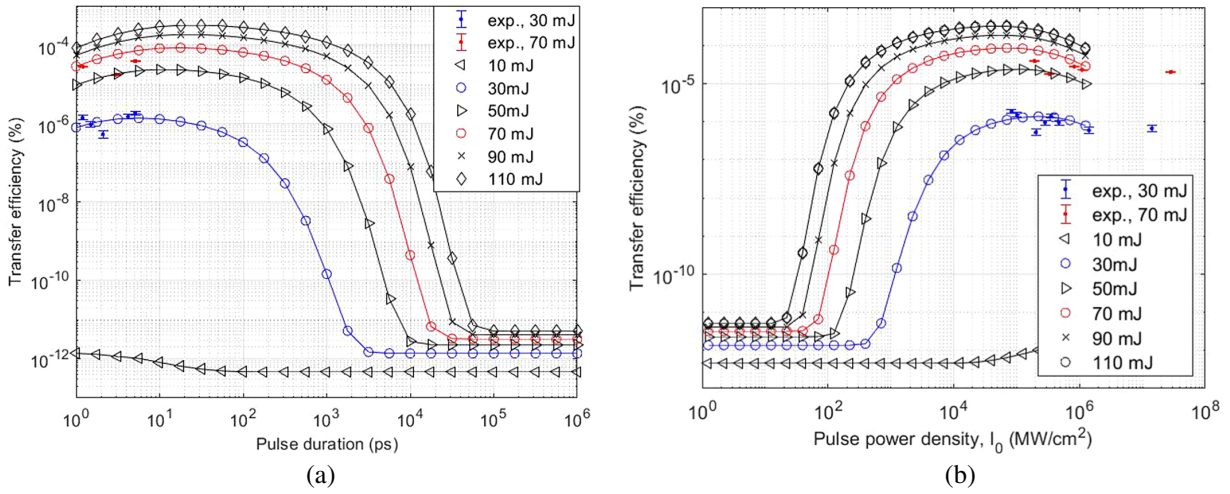 10^-4
10^-6
10^-8
10^-10
10^-12
Transfer efficiency (%)
10^0 10^1 10^2 10^3 10^4 10^5 10^6
Pulse duration (ps)
exp., 30 mJ
exp., 70 mJ
10 mJ
30mJ
50mJ
70 mJ
90 mJ
110 mJ
(a)
10^-5
10^-10
Transfer efficiency (%)
10^0 10^2 10^4 10^6 10^8
Pulse power density, I_0 (MW/cm^2)
exp., 30 mJ
exp., 70 mJ
10 mJ
30mJ
50mJ
70 mJ
90 mJ
110 mJ
(b)